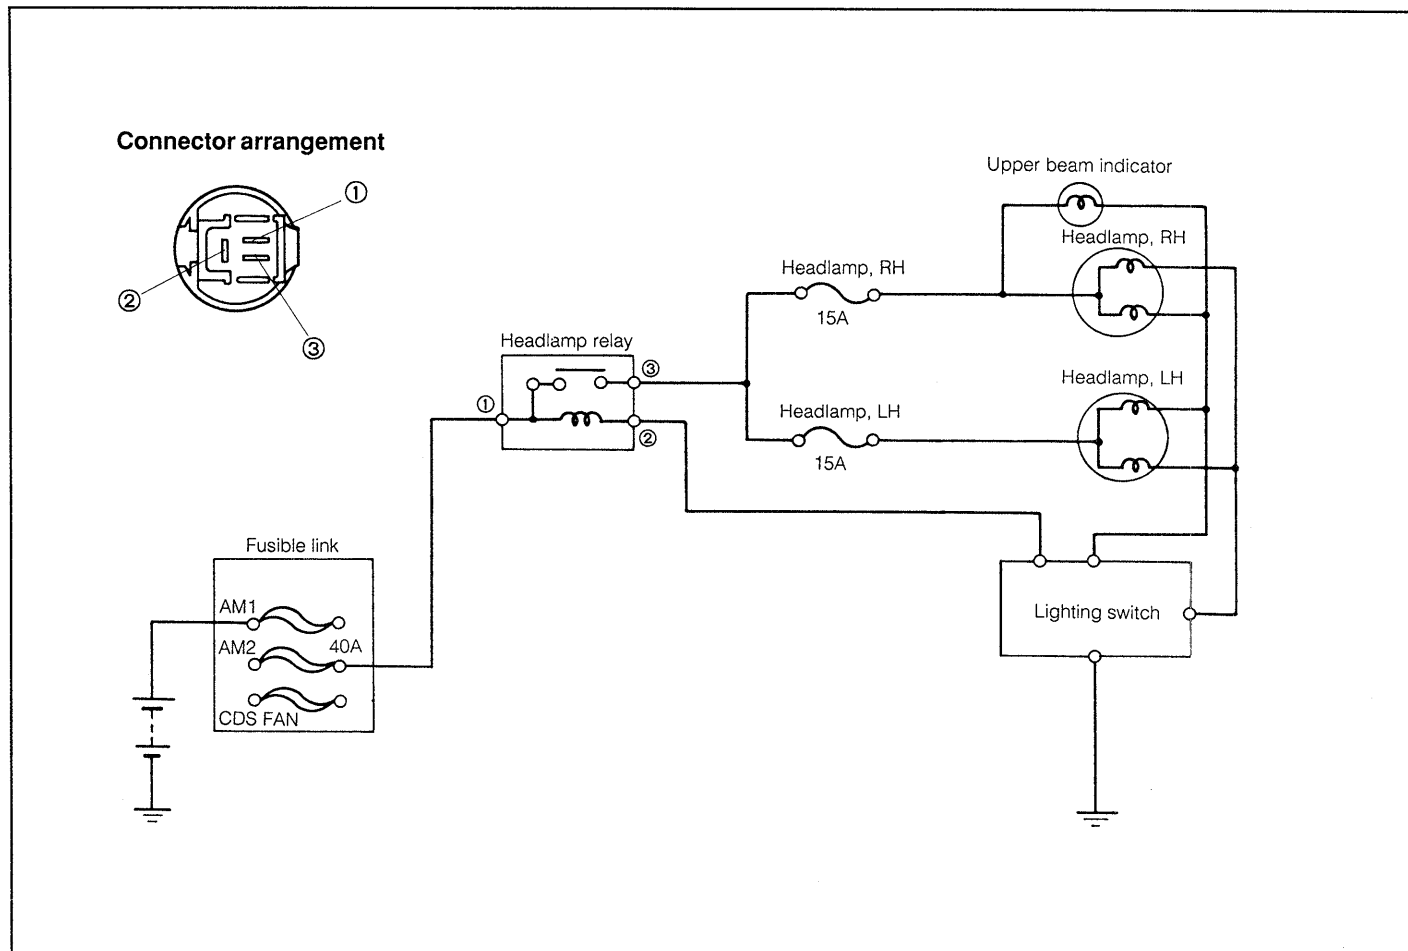 Connector arrangement
①
②
③
Upper beam indicator
Headlamp, RH
Headlamp, RH
15A
Headlamp relay
③
①
②
Headlamp, LH
Headlamp, LH
15A
Fusible link
AM1
AM2
40A
CDS FAN
Lighting switch